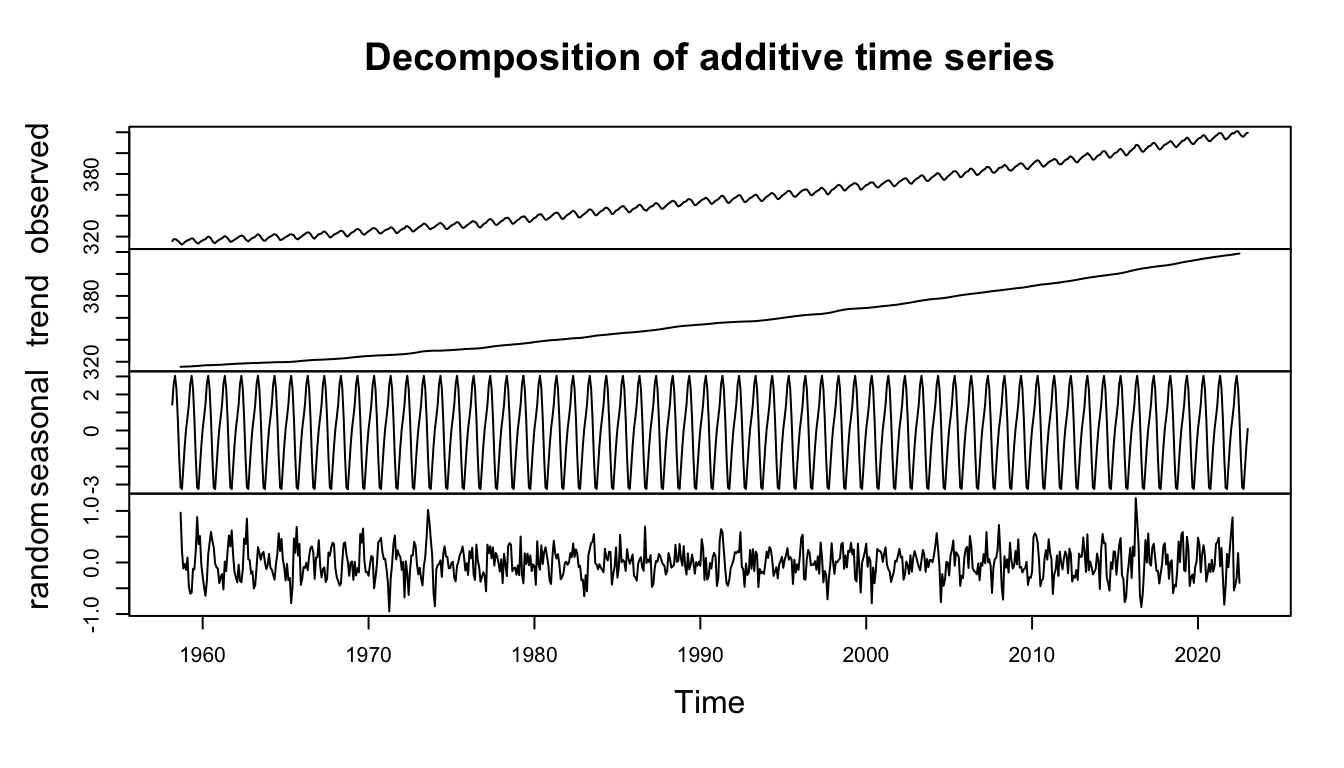 Decomposition of additive time series
observed
320 380
trend
320 380
seasonal
-3 0 2
random
-1.0 0.0 1.0
1960 1970 1980 1990 2000 2010 2020
Time